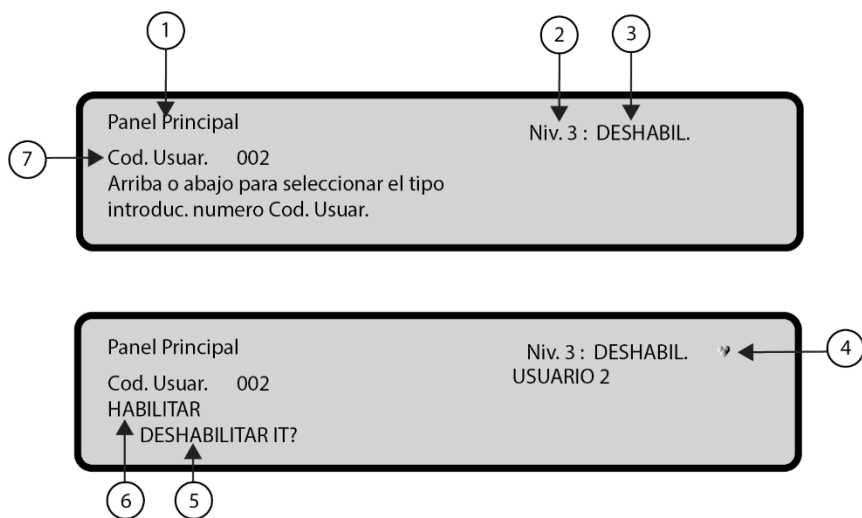 1
2
3
Panel Principal
Niv. 3 : DESHABIL.
7
Cod. Usuar. 002
Arriba o abajo para seleccionar el tipo
introduc. numero Cod. Usuar.
Panel Principal
Niv. 3 : DESHABIL.
4
Cod. Usuar. 002
USUARIO 2
HABILITAR
DESHABILITAR IT?
6
5